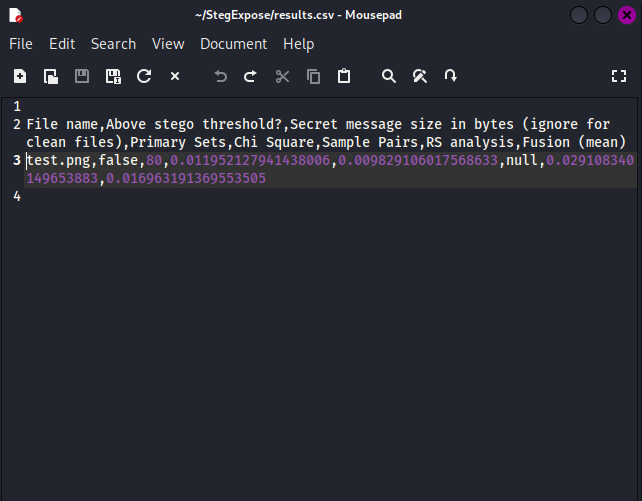 ~/StegExpose/results.csv - Mousepad
File Edit Search View Document Help
1
2 File name,Above stego threshold?,Secret message size in bytes (ignore for
clean files),Primary Sets,Chi Square,Sample Pairs,RS analysis,Fusion (mean)
3 test.png,false,80,0.011952127941438006,0.009829106017568633,null,0.029108340
149653883,0.016963191369553505
4